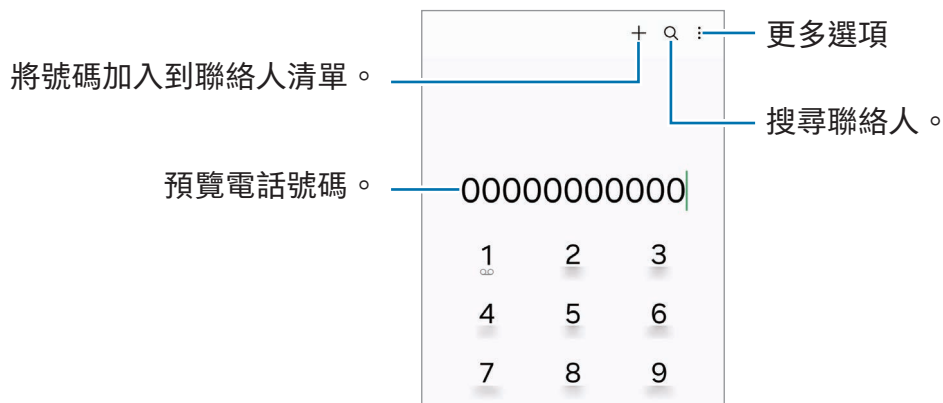 更多選項
將號碼加入到聯絡人清單。
搜尋聯絡人。
預覽電話號碼。
00000000000
1 2 3
4 5 6
7 8 9